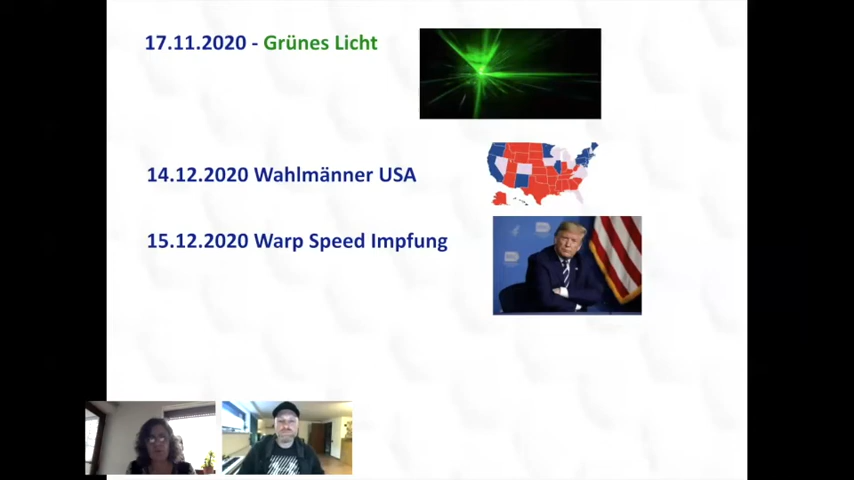 17.11.2020 - Grünes Licht
14.12.2020 Wahlmänner USA
15.12.2020 Warp Speed Impfung